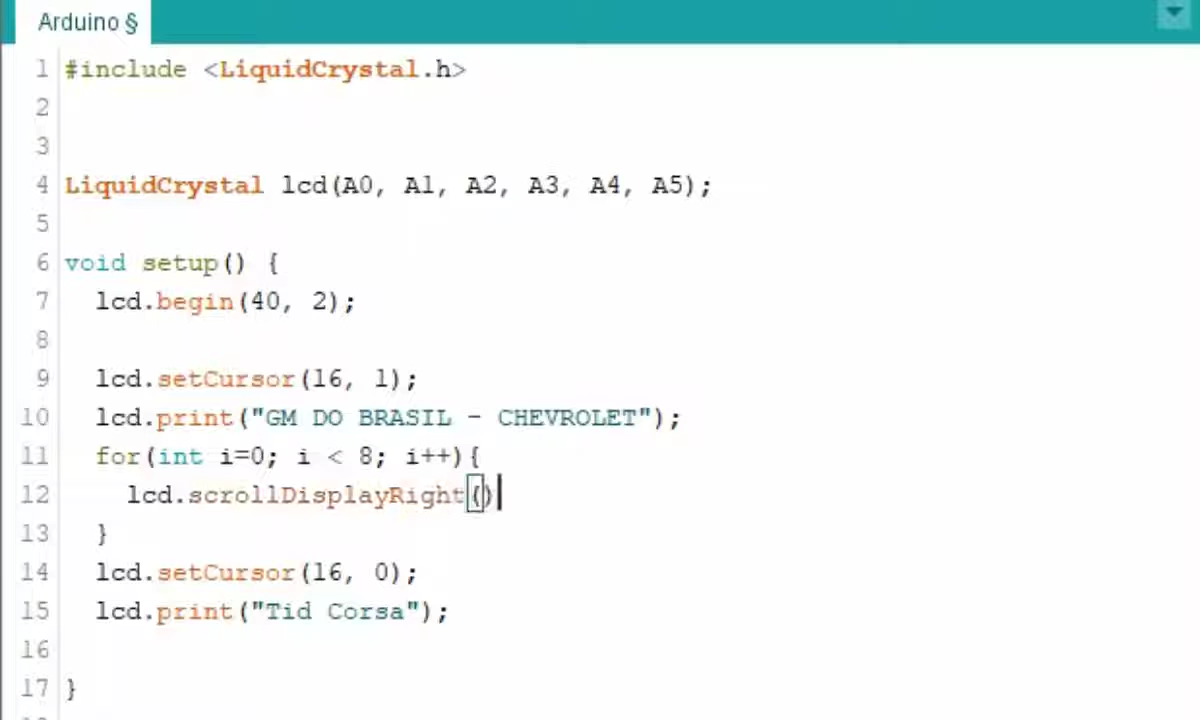 Arduino §
1 #include <LiquidCrystal.h>
2
3
4 LiquidCrystal lcd(A0, A1, A2, A3, A4, A5);
5
6 void setup() {
7 lcd.begin(40, 2);
8
9 lcd.setCursor(16, 1);
10 lcd.print("GM DO BRASIL - CHEVROLET");
11 for(int i=0; i < 8; i++){
12 lcd.scrollDisplayRight()
13 }
14 lcd.setCursor(16, 0);
15 lcd.print("Tid Corsa");
16
17 }